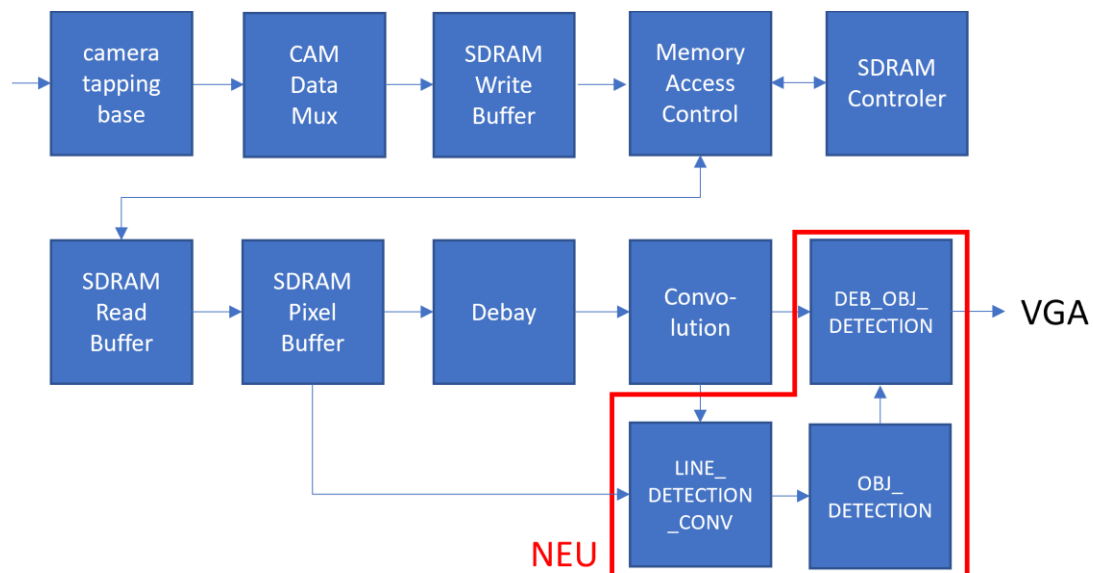 camera
tapping
base
CAM
Data
Mux
SDRAM
Write
Buffer
Memory
Access
Control
SDRAM
Controler
SDRAM
Read
Buffer
SDRAM
Pixel
Buffer
Debay
Convo-
lution
DEB_OBJ_
DETECTION
VGA
LINE_
DETECTION
_CONV
OBJ_
DETECTION
NEU